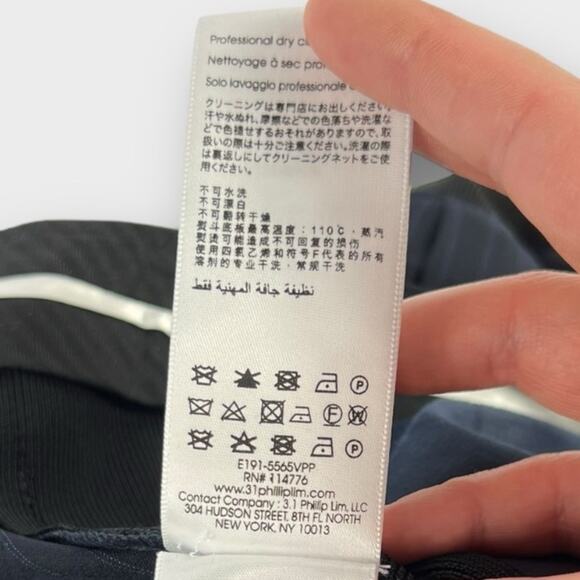 Professional dry
Nettoyage à sec
Solo lavaggio professionale
クリーニングは専門店にお出しください。
汗や水ぬれ、摩擦などでの色落ちや洗濯な
どで色褪せするおそれがありますので、取
扱いの際は十分ご注意ください。洗濯の際
は裏返しにしてクリーニングネットをご使
用ください。
不可水洗
不可漂白
不可翻转干燥
熨斗底板最高温度：110℃，蒸汽
熨烫可能造成不可回复的损伤
使用四氯乙烯和符号F代表的所有
溶剂的专业干洗，常规干洗
نظيفة جافة المهنية فقط
P
F W
P
E191-5565VPP
RN# 114776
www.31philliplim.com
Contact Company : 3.1 Phillip Lim, LLC
304 HUDSON STREET, 8TH FL NORTH
NEW YORK, NY 10013